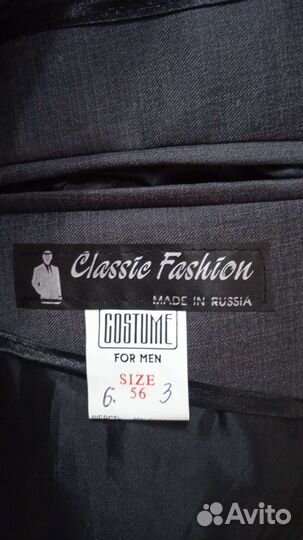 Classic Fashion
MADE IN RUSSIA
COSTUME
FOR MEN
SIZE
6. 56 3
Avito